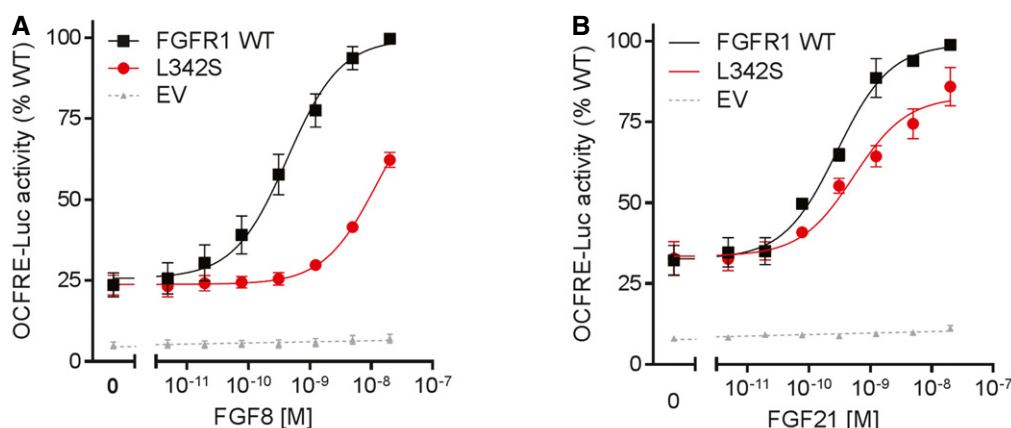 A
OCFRE-Luc activity (% WT)
100
75
50
25
0
FGFR1 WT
L342S
EV
0
10⁻¹¹
10⁻¹⁰
10⁻⁹
10⁻⁸
10⁻⁷
FGF8 [M]
B
OCFRE-Luc activity (% WT)
100
75
50
25
0
FGFR1 WT
L342S
EV
0
10⁻¹¹
10⁻¹⁰
10⁻⁹
10⁻⁸
10⁻⁷
FGF21 [M]